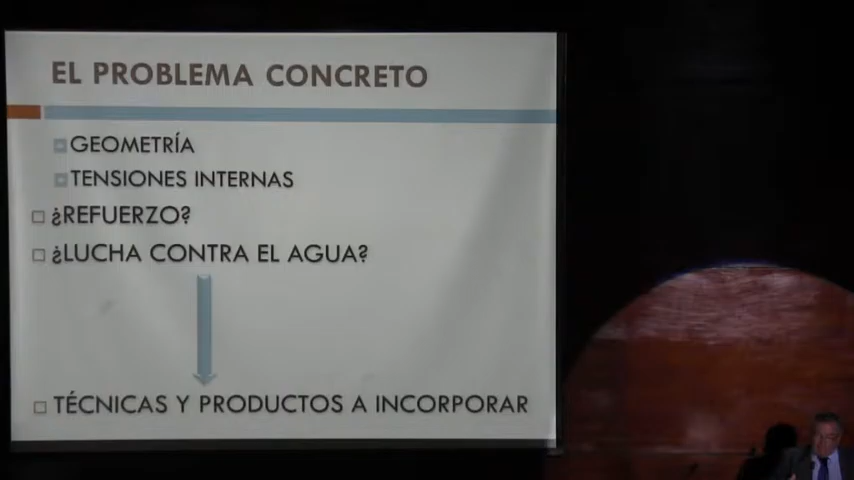 EL PROBLEMA CONCRETO
GEOMETRÍA
TENSIONES INTERNAS
¿REFUERZO?
¿LUCHA CONTRA EL AGUA?
TÉCNICAS Y PRODUCTOS A INCORPORAR